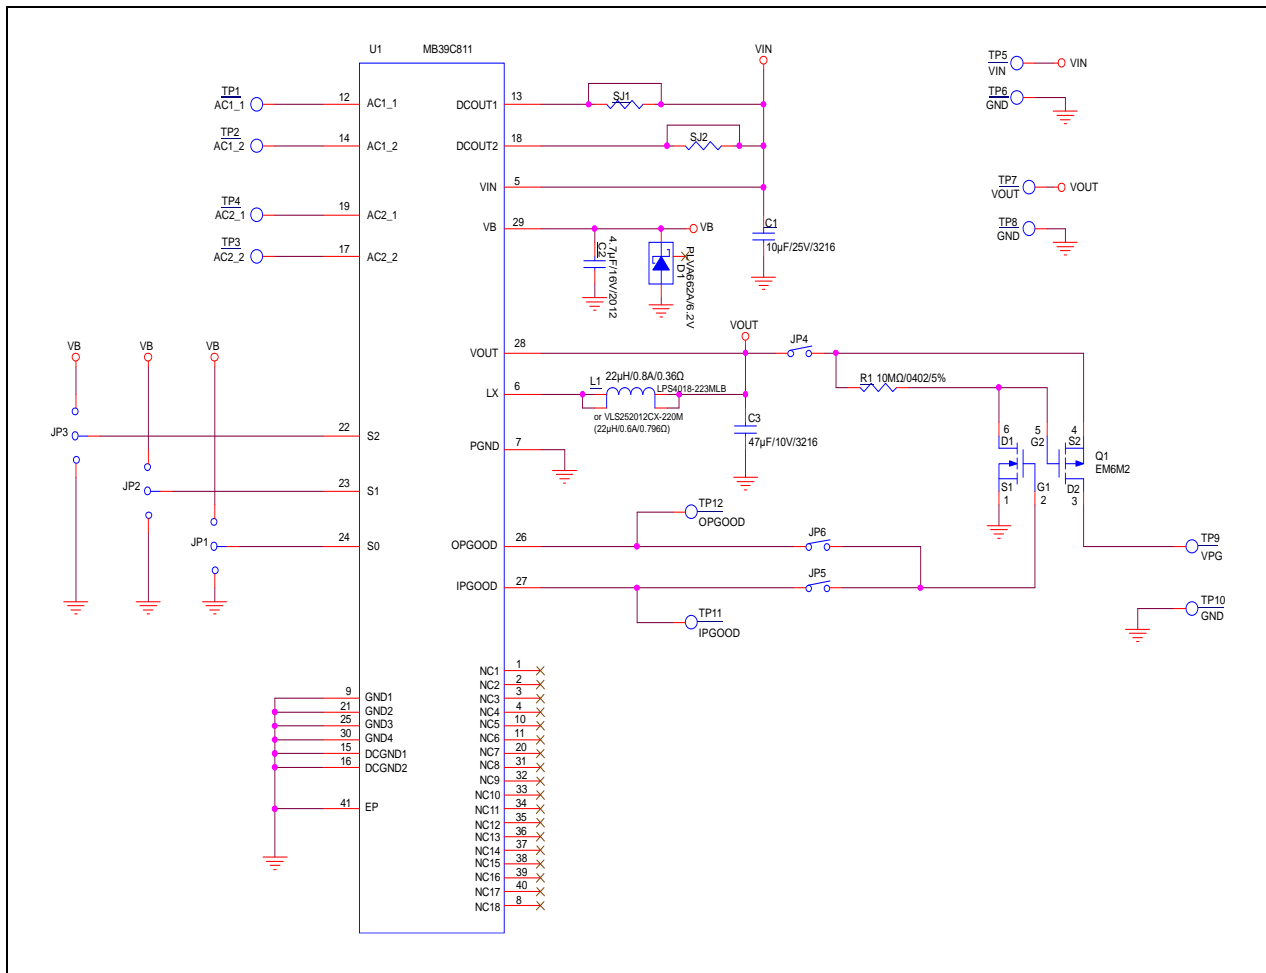 U1 MB39C811
TP1
AC1_1
12 AC1_1
TP2
AC1_2
14 AC1_2
TP4
AC2_1
19 AC2_1
TP3
AC2_2
17 AC2_2
DCOUT1 13
SJ1
DCOUT2 18
SJ2
VIN
VIN 5
VB 29
VB
C1
10µF/25V/3216
4.7µF/16V/2012
C2
PLVA662A/6.2V
D1
TP5
VIN
VIN
TP6
GND
TP7
VOUT
VOUT
TP8
GND
VOUT
VOUT 28
JP4
LX 6
L1
22µH/0.8A/0.36Ω
LPS4018-223MLB
or VLS252012CX-220M
(22µH/0.6A/0.796Ω)
R1 10MΩ/0402/5%
C3
47µF/10V/3216
PGND 7
VB
VB
VB
JP3
22 S2
JP2
23 S1
JP1
24 S0
6
D1
5
G2
4
S2
Q1
EM6M2
S1
1
G1
2
D2
3
TP12
OPGOOD
OPGOOD 26
JP6
IPGOOD 27
JP5
TP11
IPGOOD
TP9
VPG
TP10
GND
9 GND1
21 GND2
25 GND3
30 GND4
15 DCGND1
16 DCGND2
41 EP
NC1 1
NC2 2
NC3 3
NC4 4
NC5 10
NC6 11
NC7 20
NC8 31
NC9 32
NC10 33
NC11 34
NC12 35
NC13 36
NC14 37
NC15 38
NC16 39
NC17 40
NC18 8